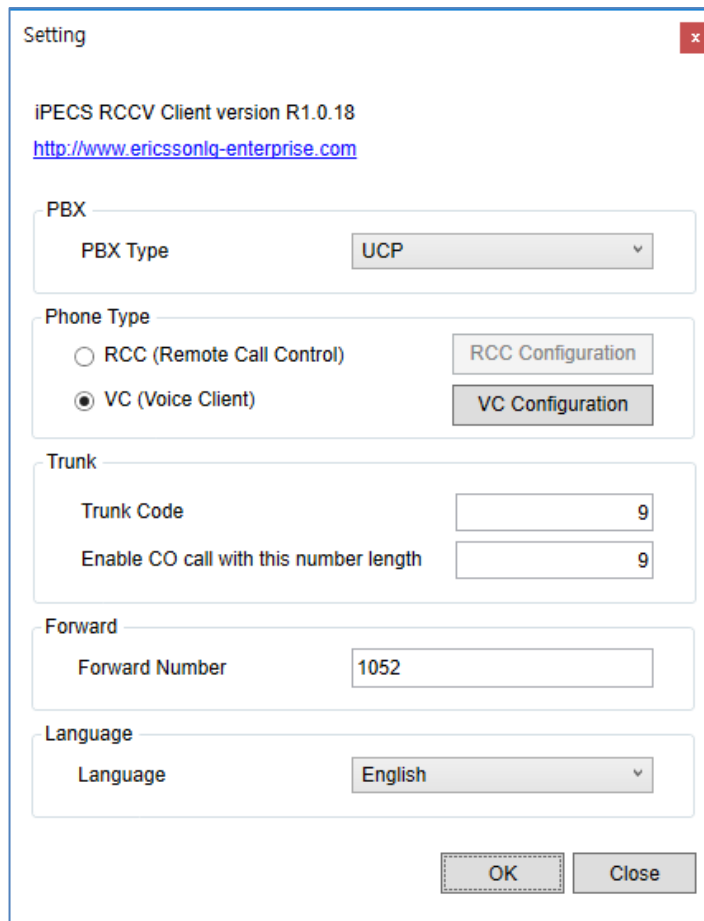 Setting
x
iPECS RCCV Client version R1.0.18
http://www.ericssonlg-enterprise.com
PBX
PBX Type UCP
Phone Type
RCC (Remote Call Control) RCC Configuration
VC (Voice Client) VC Configuration
Trunk
Trunk Code 9
Enable CO call with this number length 9
Forward
Forward Number 1052
Language
Language English
OK Close